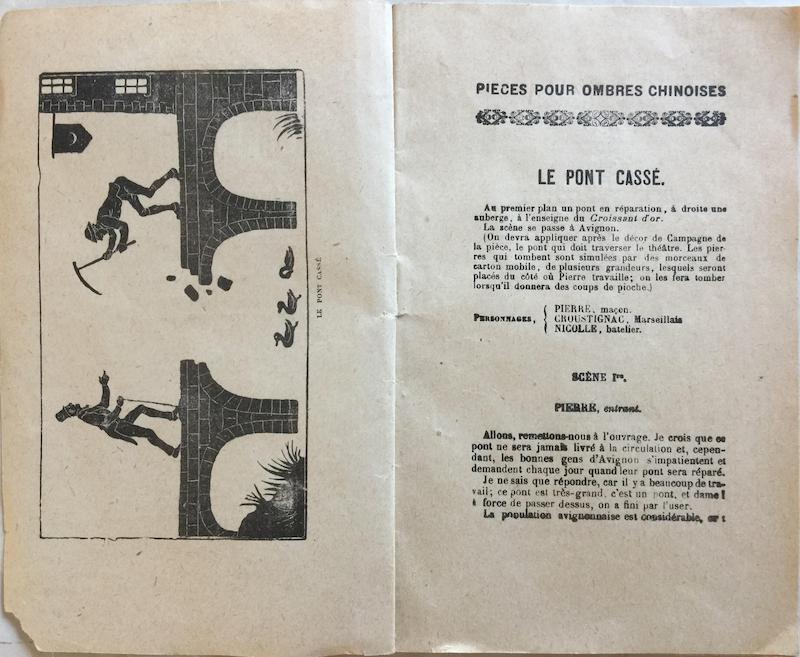 LE PONT CASSÉ
PIECES POUR OMBRES CHINOISES
LE PONT CASSÉ.
Au premier plan un pont en réparation, à droite une
auberge, à l'enseigne du Croissant d'or.
La scène se passe à Avignon.
(On devra appliquer après le décor de Campagne de
la pièce, le pont qui doit traverser le théâtre. Les pier-
res qui tombent sont simulées par des morceaux de
carton mobile, de plusieurs grandeurs, lesquels seront
placés du côté où Pierre travaille; on les fera tomber
lorsqu'il donnera des coups de pioche.)
PERSONNAGES,
PIERRE, maçon.
CROUSTIGNAC, Marseillais
NICOLLE, batelier.
SCÈNE Ire.
PIERRE, entrant.
Allons, remettons-nous à l'ouvrage. Je crois que ce
pont ne sera jamais livré à la circulation et, cepen-
dant, les bonnes gens d'Avignon s'impatientent et
demandent chaque jour quand leur pont sera réparé.
Je ne sais que répondre, car il y a beaucoup de tra-
vail; ce pont est très-grand, c'est un pont, et dame!
à force de passer dessus, on a fini par l'user.
La population avignonnaise est considérable,